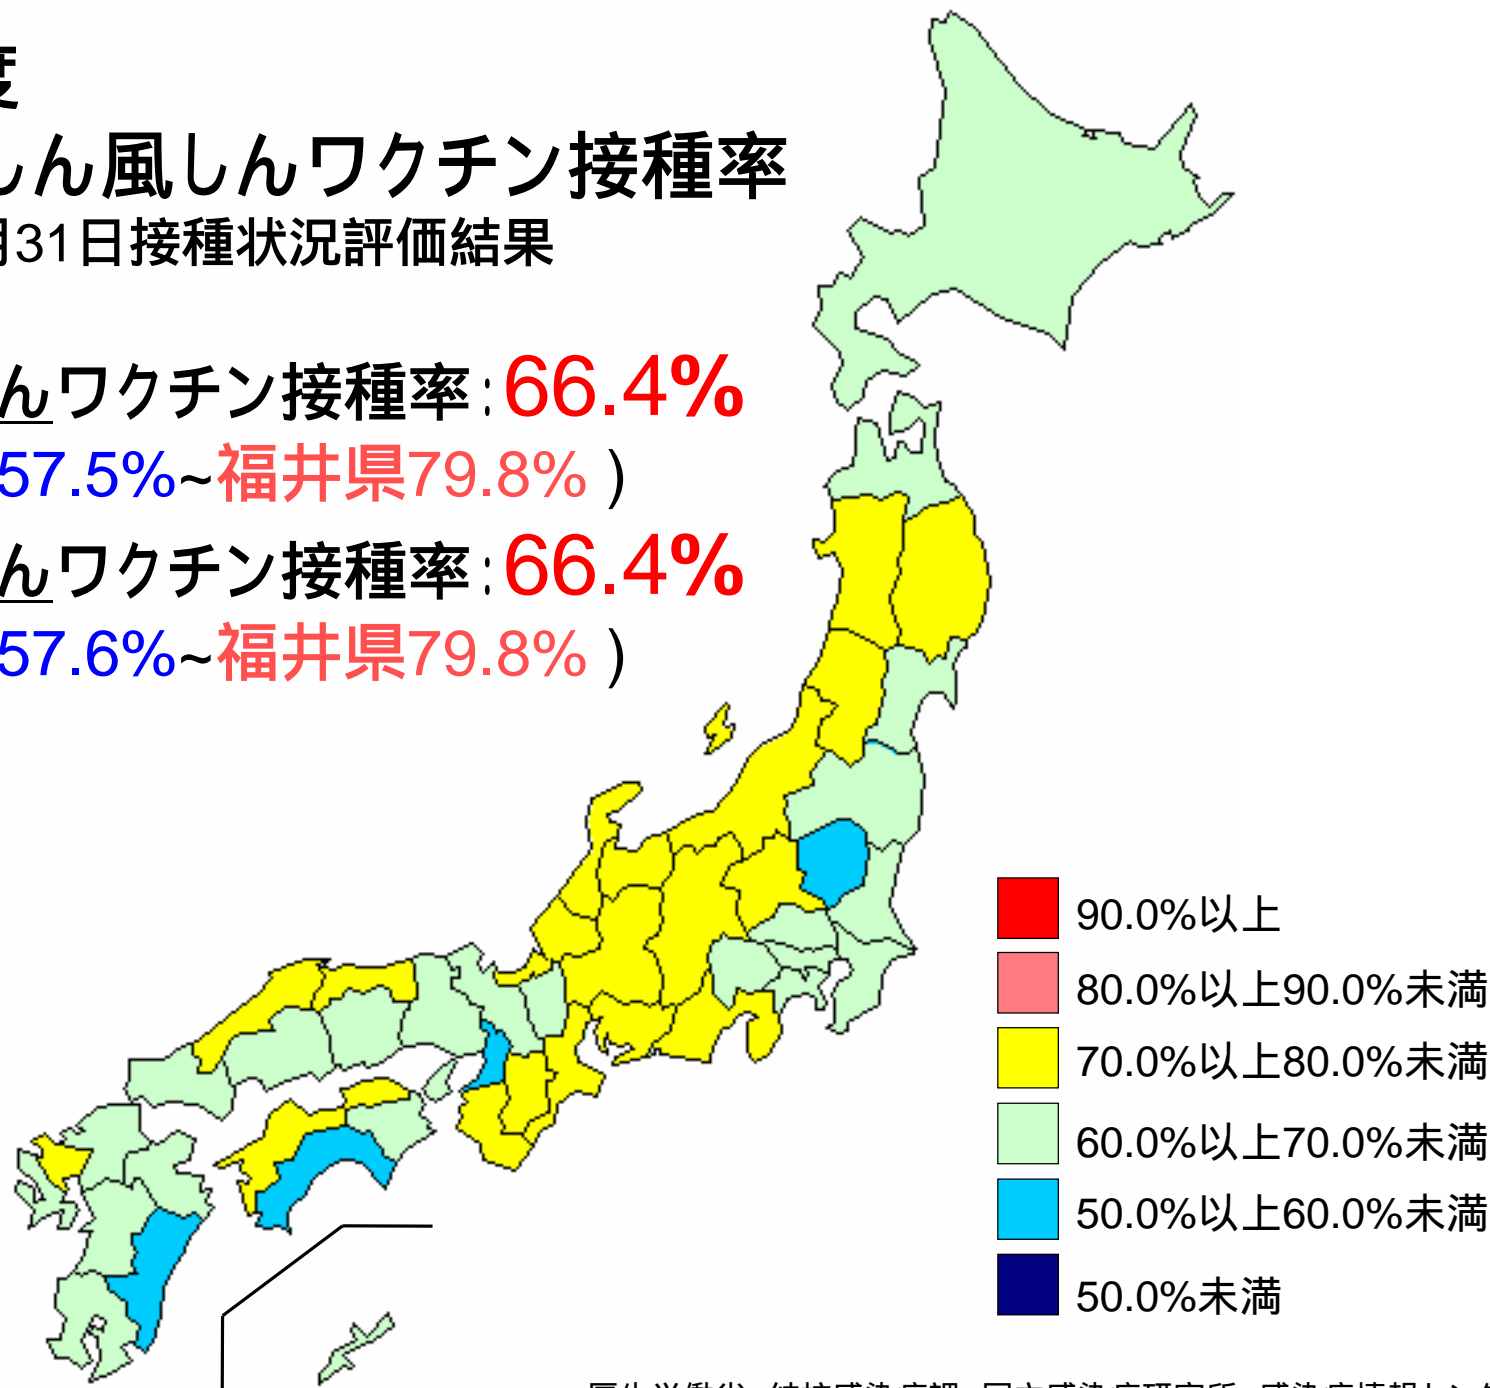 度
しん風しんワクチン接種率
月31日接種状況評価結果
んワクチン接種率:66.4%
57.5%~福井県79.8% )
んワクチン接種率:66.4%
57.6%~福井県79.8% )
90.0%以上
80.0%以上90.0%未満
70.0%以上80.0%未満
60.0%以上70.0%未満
50.0%以上60.0%未満
50.0%未満